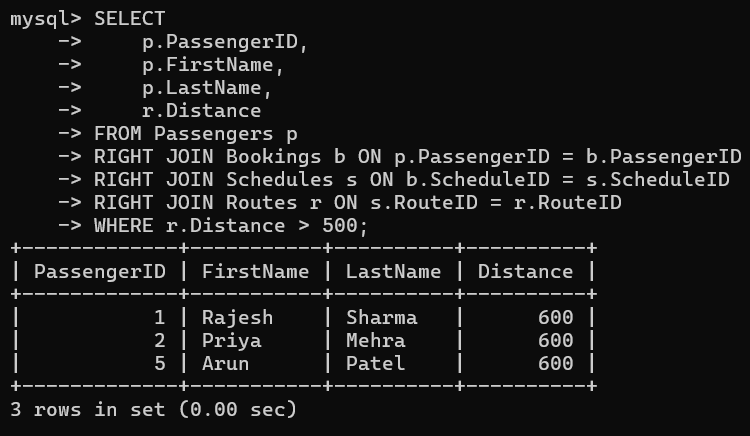 mysql> SELECT
    ->     p.PassengerID,
    ->     p.FirstName,
    ->     p.LastName,
    ->     r.Distance
    -> FROM Passengers p
    -> RIGHT JOIN Bookings b ON p.PassengerID = b.PassengerID
    -> RIGHT JOIN Schedules s ON b.ScheduleID = s.ScheduleID
    -> RIGHT JOIN Routes r ON s.RouteID = r.RouteID
    -> WHERE r.Distance > 500;
+-------------+-----------+----------+----------+
| PassengerID | FirstName | LastName | Distance |
+-------------+-----------+----------+----------+
|           1 | Rajesh    | Sharma   |      600 |
|           2 | Priya     | Mehra    |      600 |
|           5 | Arun      | Patel    |      600 |
+-------------+-----------+----------+----------+
3 rows in set (0.00 sec)